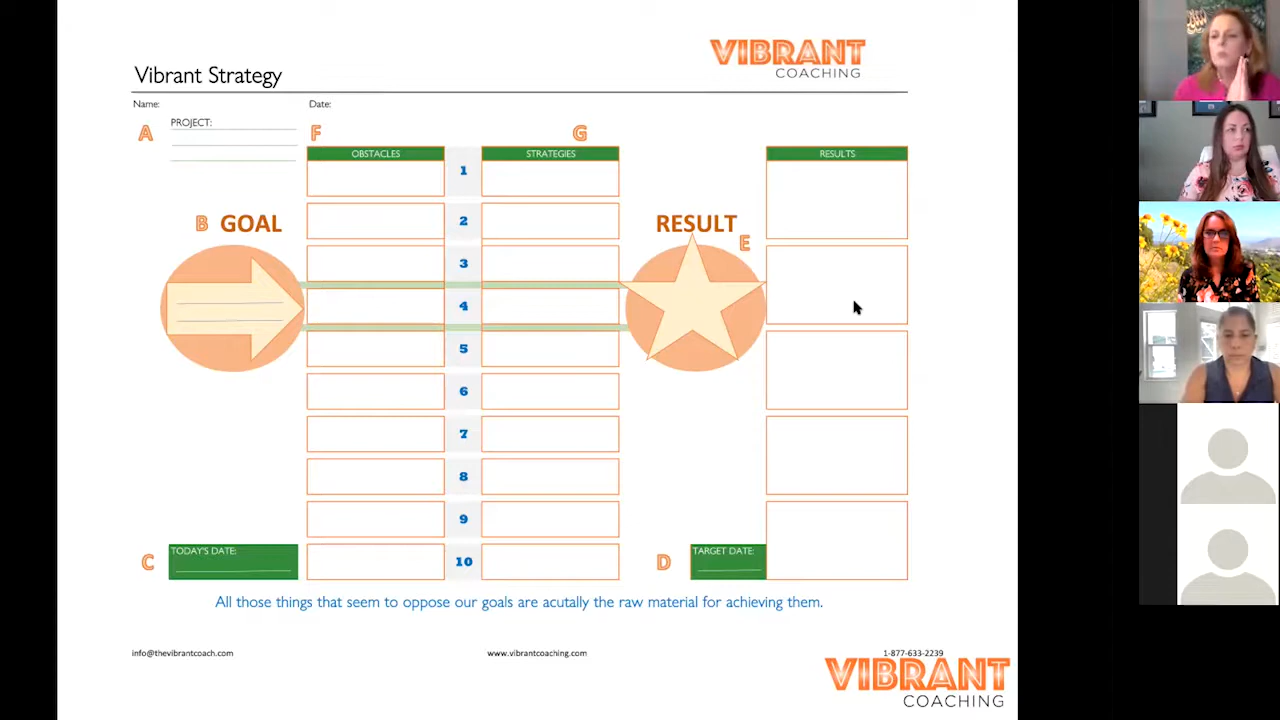 VIBRANT
COACHING
Vibrant Strategy
Name:
Date:
A
PROJECT:
F
G
OBSTACLES
STRATEGIES
RESULTS
1
B GOAL
2
RESULT
E
3
4
5
6
7
8
9
C
TODAY'S DATE:
10
D
TARGET DATE:
All those things that seem to oppose our goals are acutally the raw material for achieving them.
info@thevibrantcoach.com
www.vibrantcoaching.com
1-877-633-2239
VIBRANT
COACHING